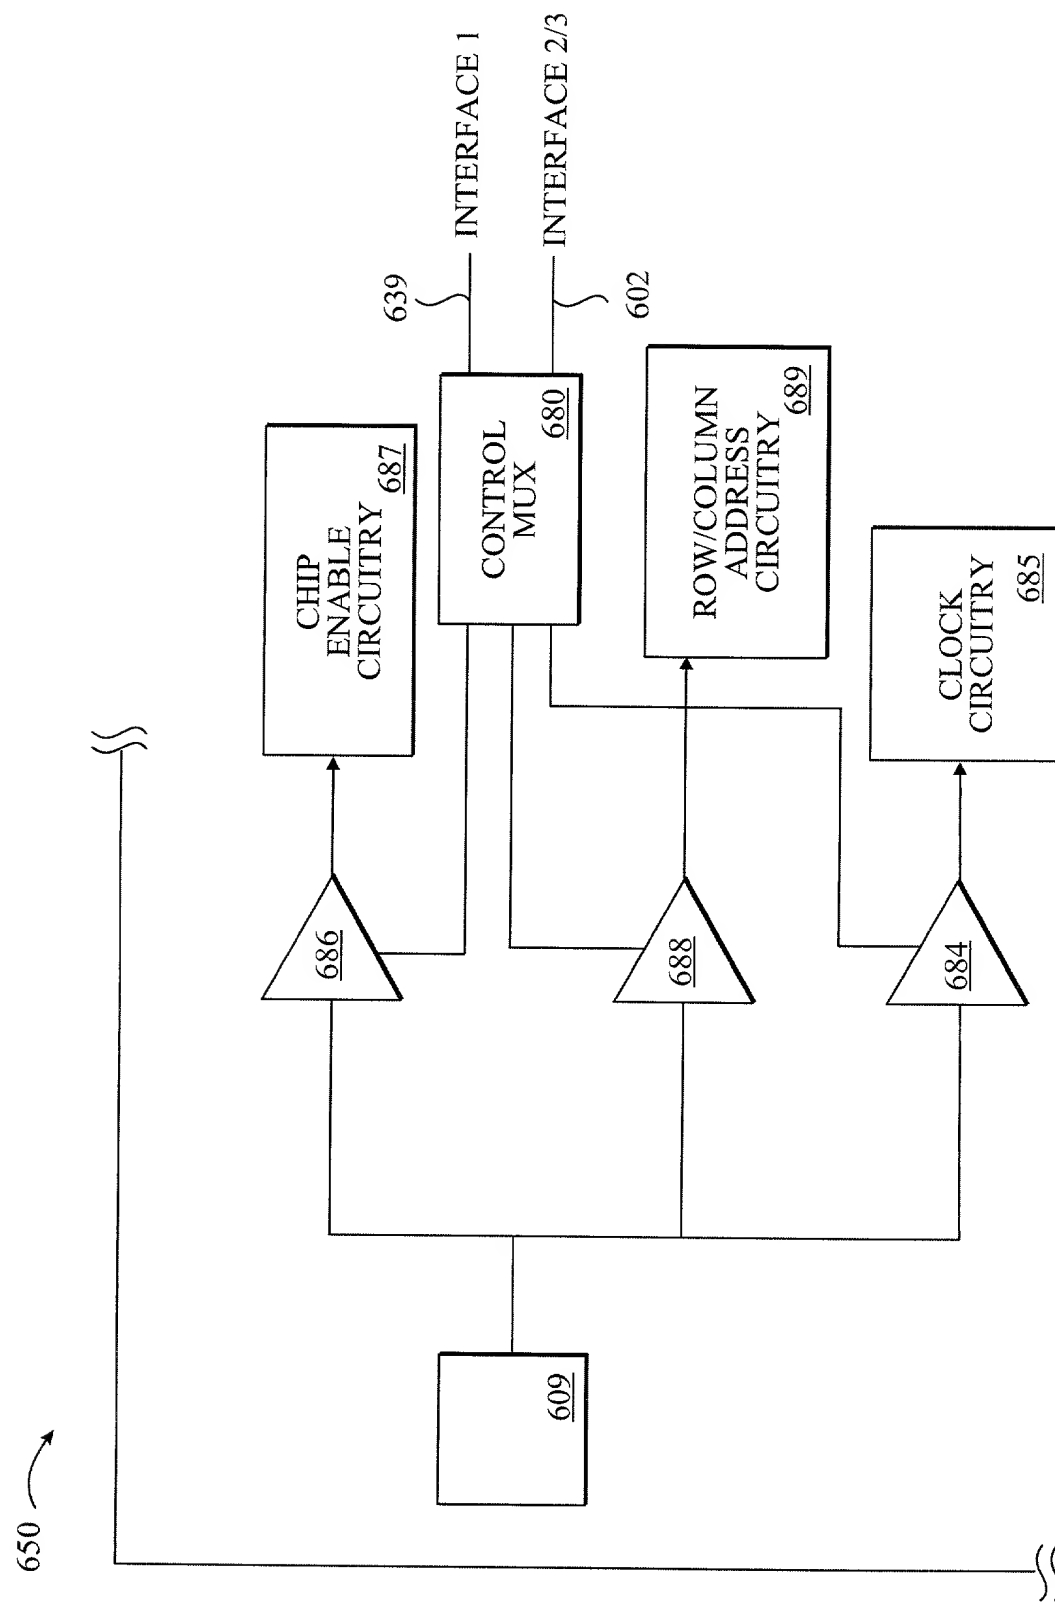 650
609
686
688
684
CHIP
ENABLE
CIRCUITRY
687
CONTROL
MUX
680
ROW/COLUMN
ADDRESS
CIRCUITRY
689
CLOCK
CIRCUITRY
685
639
602
INTERFACE 1
INTERFACE 2/3